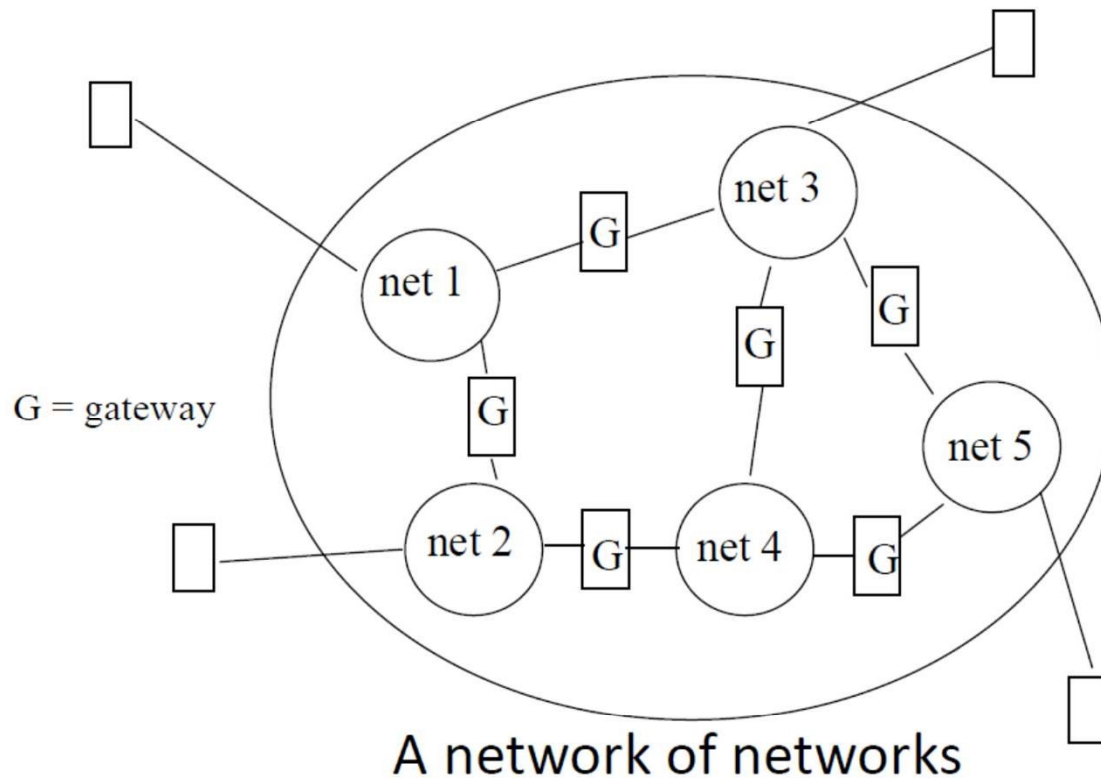 net 3
G
net 1
G
G
G
G = gateway
net 5
net 2
G
net 4
G
A network of networks